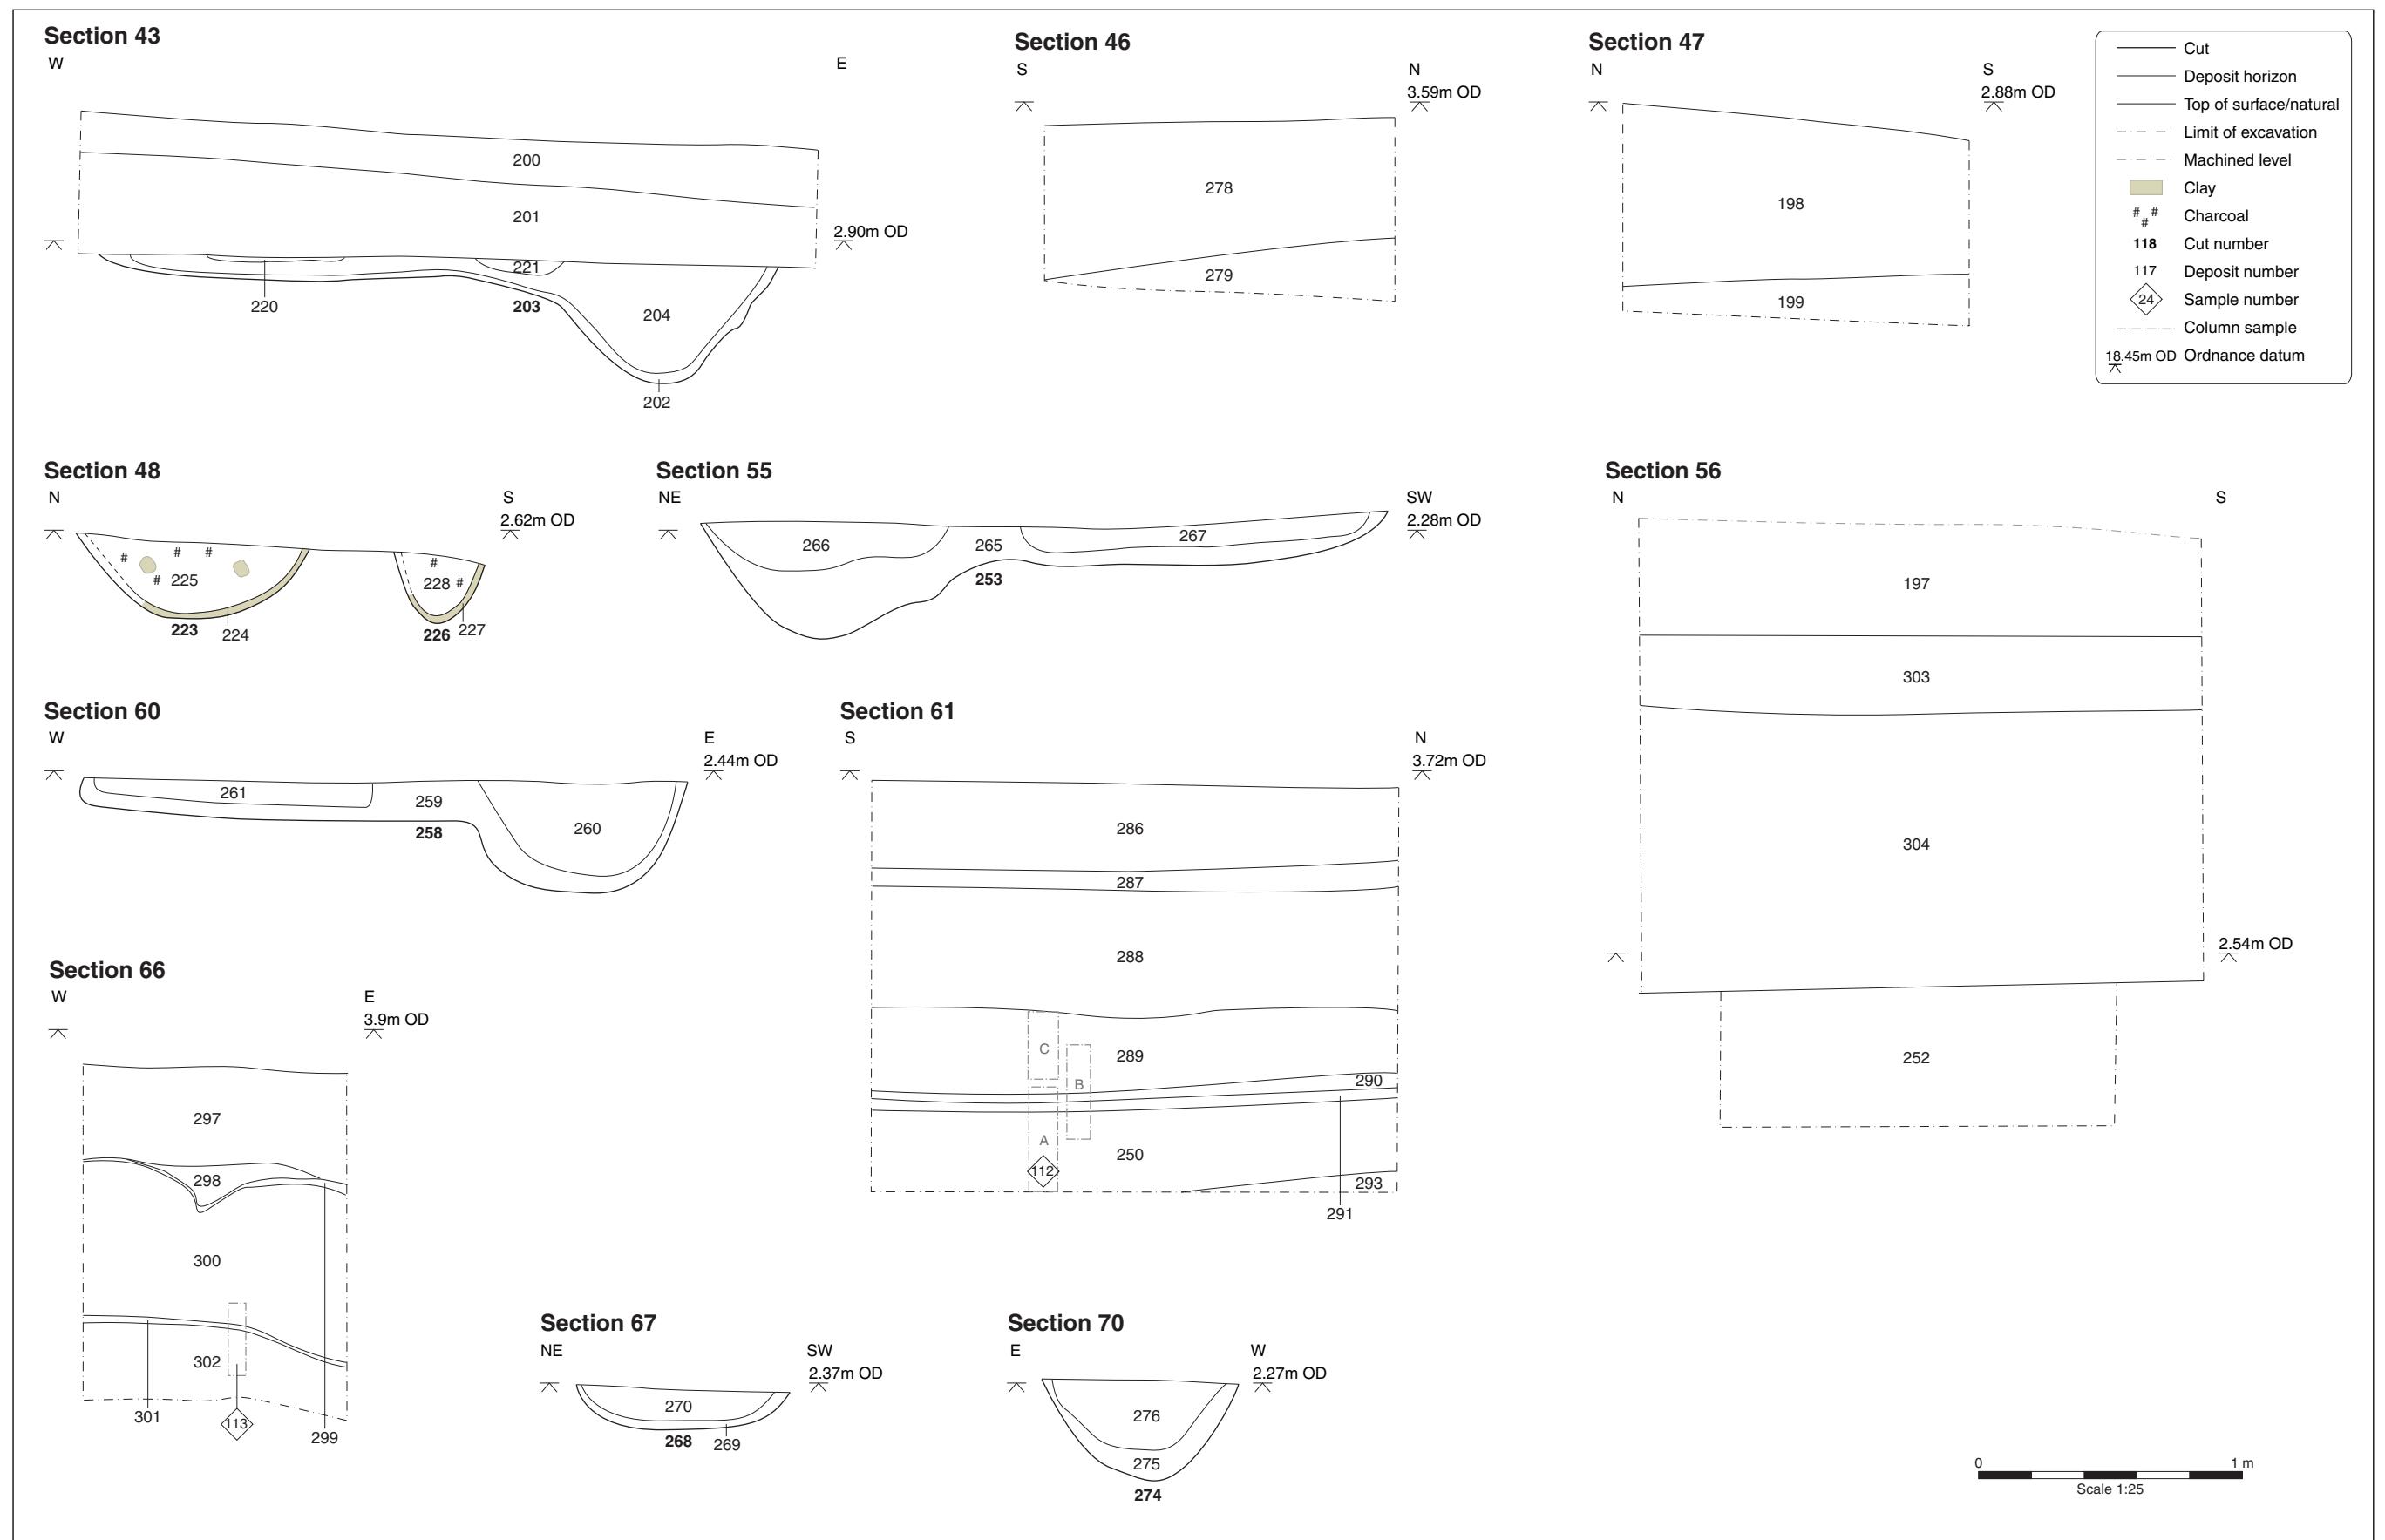 Section 43
W
E
200
201
2.90m OD
221
220
203
204
202
Section 46
S
N
3.59m OD
278
279
Section 47
N
S
2.88m OD
198
199
Cut
Deposit horizon
Top of surface/natural
Limit of excavation
Machined level
Clay
# # # Charcoal
118 Cut number
117 Deposit number
24 Sample number
Column sample
18.45m OD Ordnance datum
Section 48
N
S
2.62m OD
# # #
# 225
223
224
#
228 #
226
227
Section 55
NE
SW
2.28m OD
266
265
267
253
Section 56
N
S
197
303
304
2.54m OD
252
Section 60
W
E
2.44m OD
261
259
260
258
Section 61
S
N
3.72m OD
286
287
288
C
289
B
290
A
250
112
293
291
Section 66
W
E
3.9m OD
297
298
300
302
301
113
299
Section 67
NE
SW
2.37m OD
270
268
269
Section 70
E
W
2.27m OD
276
275
274
0
1 m
Scale 1:25